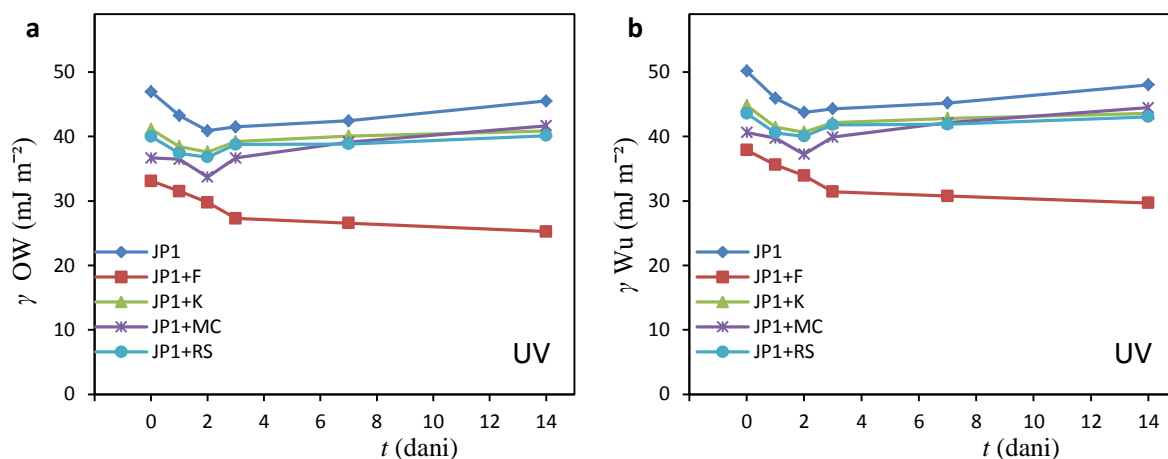 a
γ OW (mJ m⁻²)
50
40
30
20
10
0
JP1
JP1+F
JP1+K
JP1+MC
JP1+RS
UV
0 2 4 6 8 10 12 14
t (dani)
b
γ Wu (mJ m⁻²)
50
40
30
20
10
0
JP1
JP1+F
JP1+K
JP1+MC
JP1+RS
UV
0 2 4 6 8 10 12 14
t (dani)